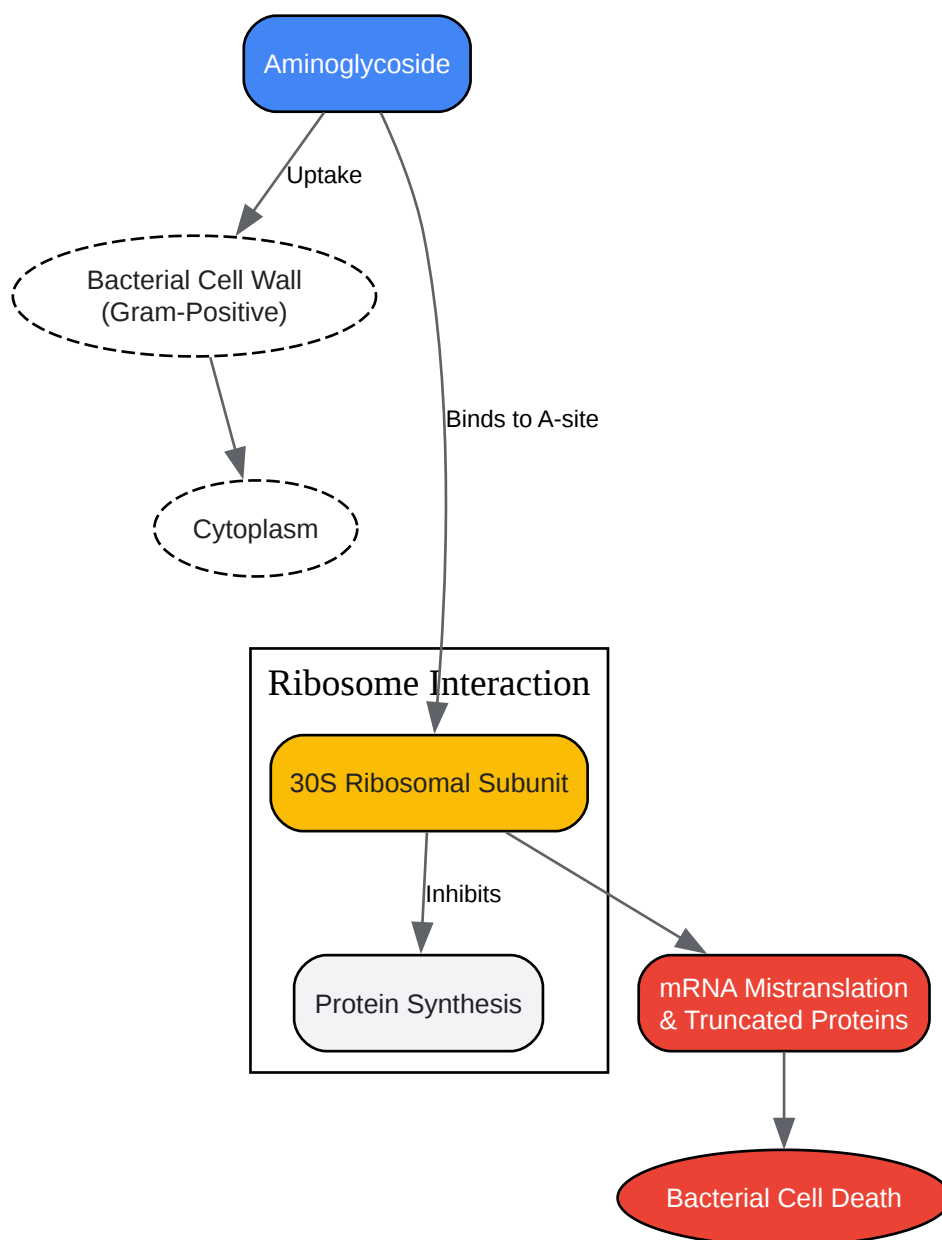 Aminoglycoside
Uptake
Bacterial Cell Wall
(Gram-Positive)
Binds to A-site
Cytoplasm
Ribosome Interaction
30S Ribosomal Subunit
Inhibits
Protein Synthesis
mRNA Mistranslation
& Truncated Proteins
Bacterial Cell Death